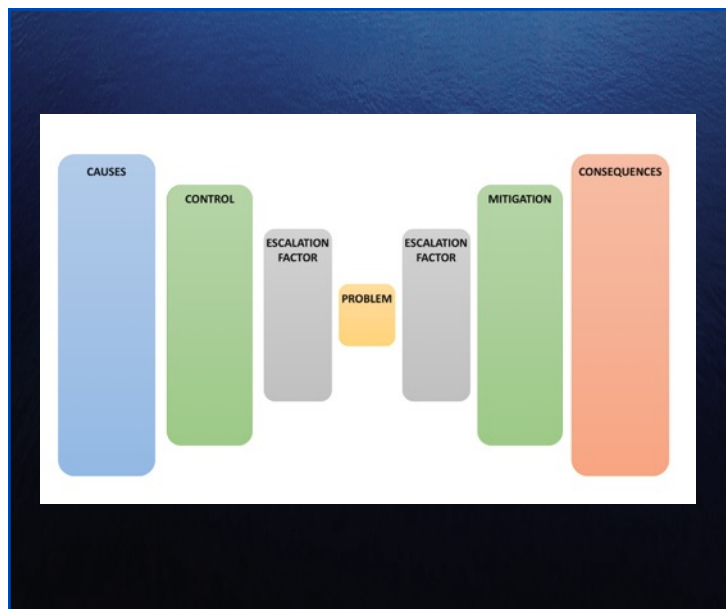 CAUSES
CONTROL
ESCALATION
FACTOR
PROBLEM
ESCALATION
FACTOR
MITIGATION
CONSEQUENCES